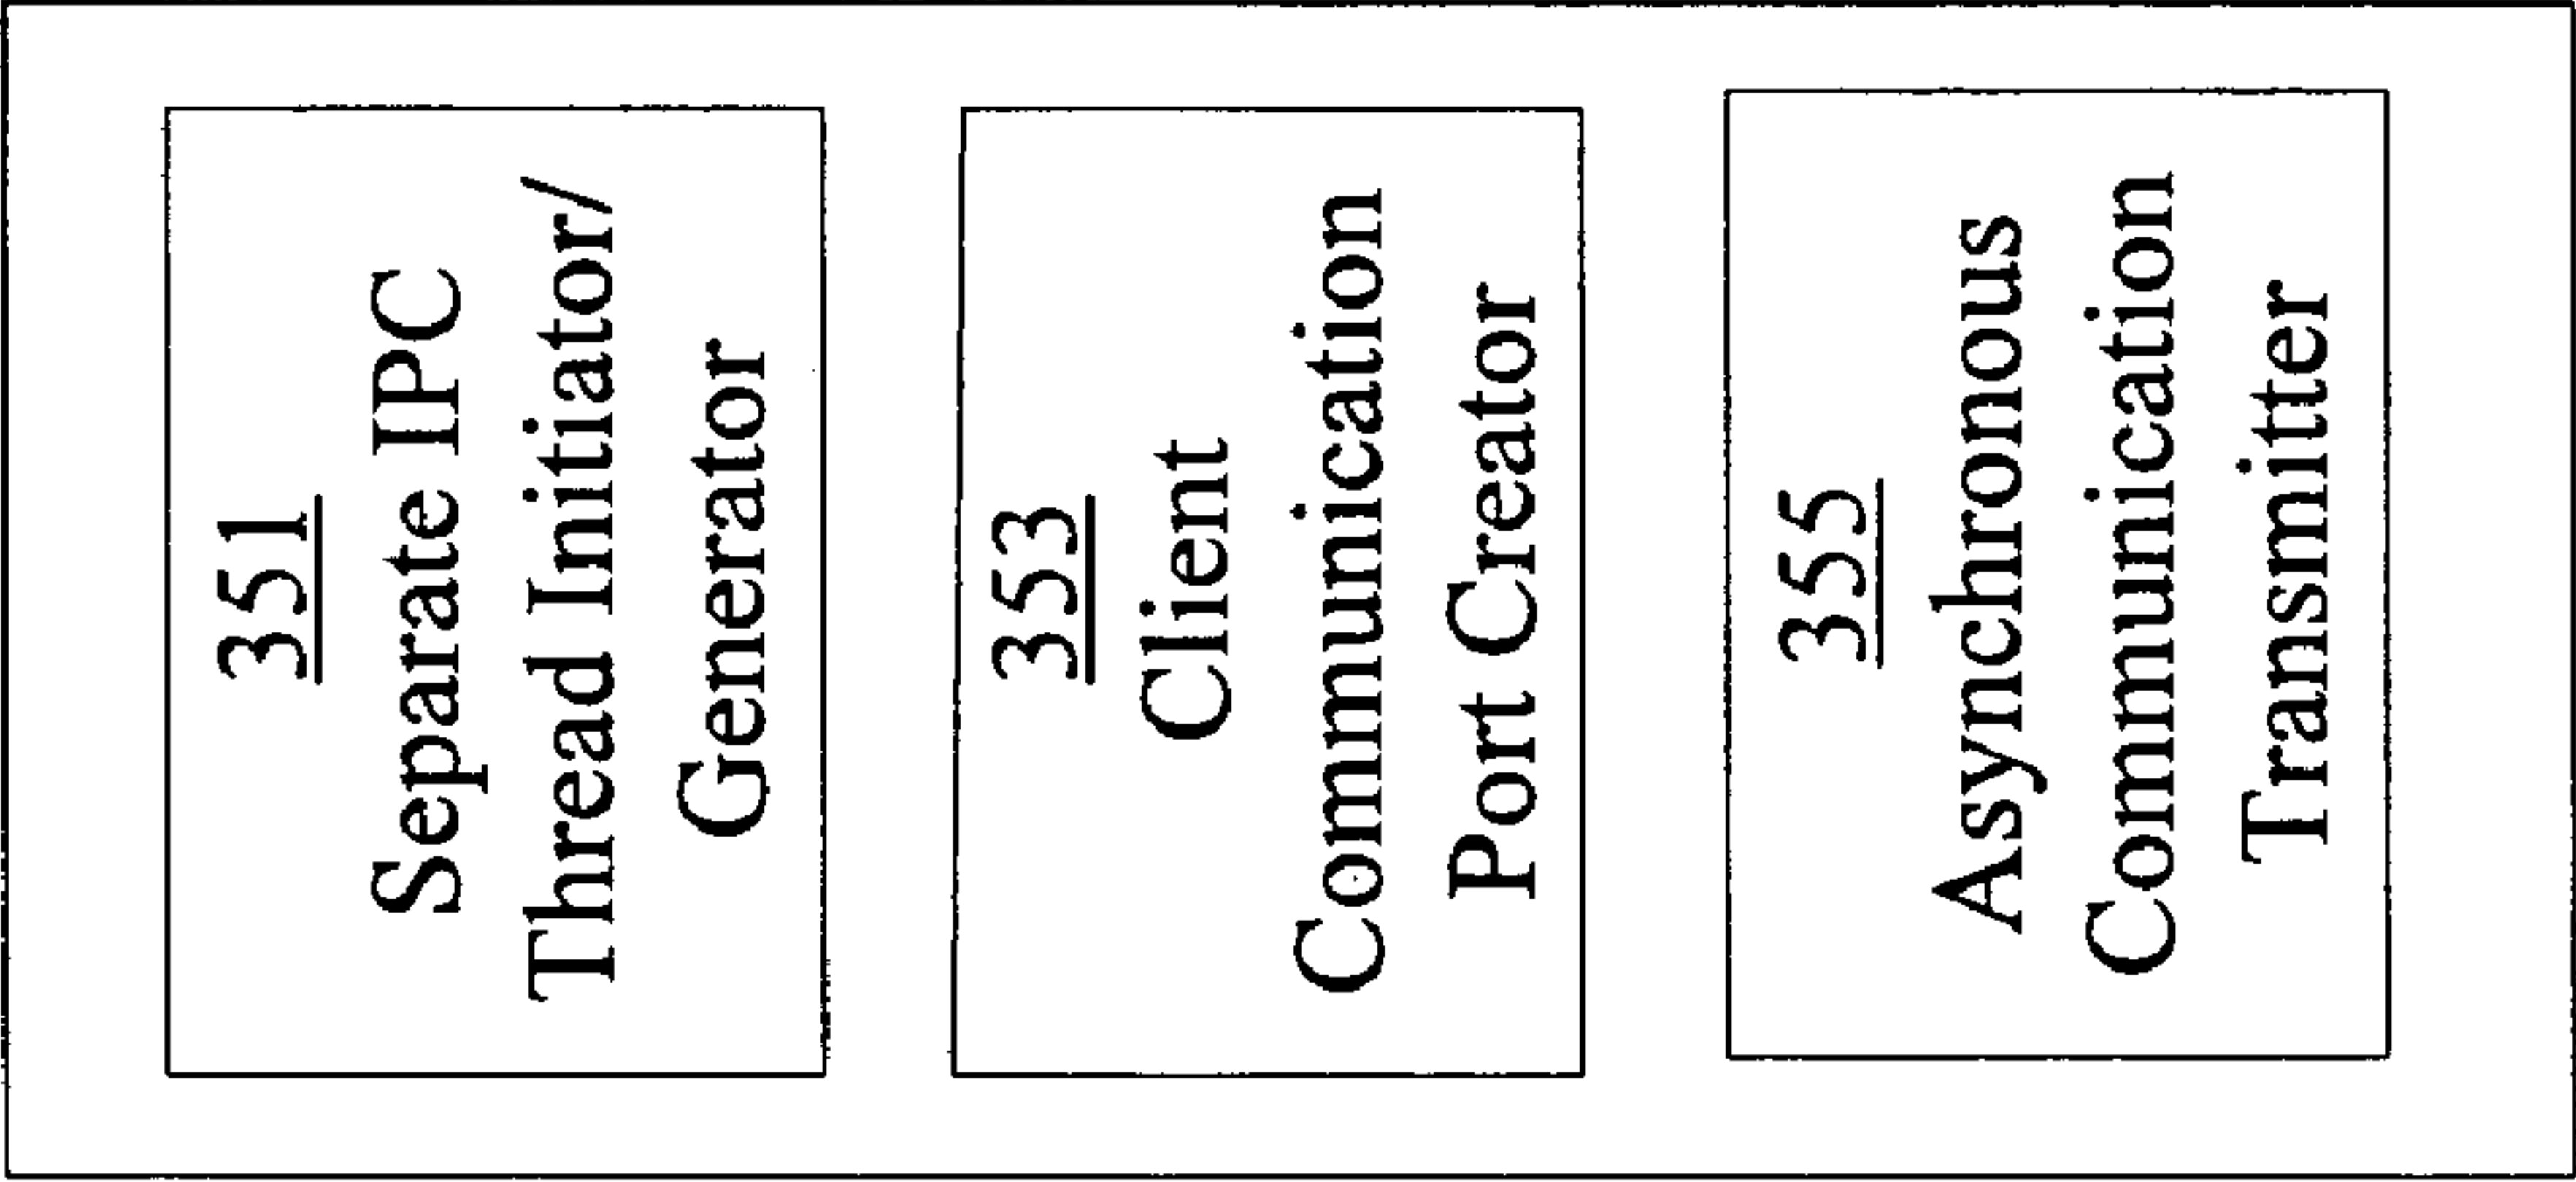 351
Separate IPC
Thread Initiator/
Generator
353
Client
Communication
Port Creator
355
Asynchronous
Communication
Transmitter